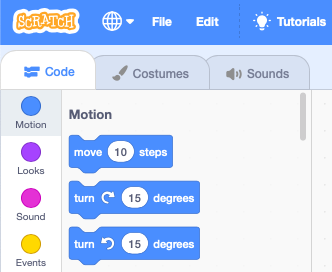 SCRATCH
File
Edit
Tutorials
Code
Costumes
Sounds
Motion
Looks
Sound
Events
Motion
move 10 steps
turn 15 degrees
turn 15 degrees